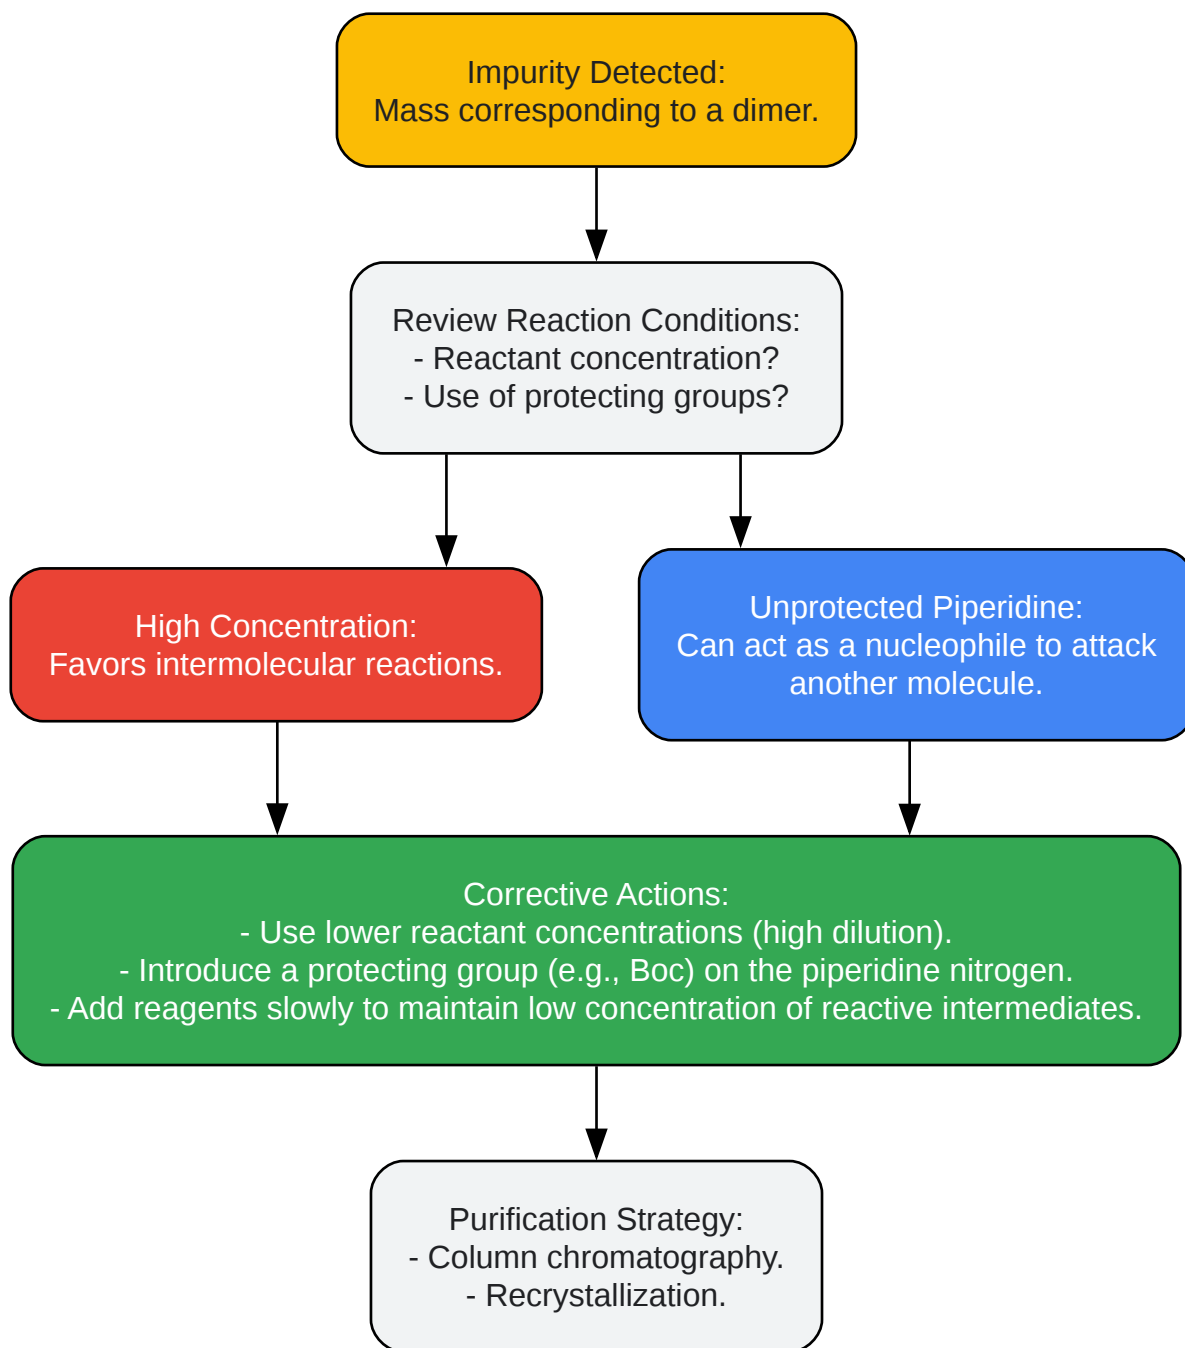 Impurity Detected:
Mass corresponding to a dimer.
Review Reaction Conditions:
- Reactant concentration?
- Use of protecting groups?
High Concentration:
Favors intermolecular reactions.
Unprotected Piperidine:
Can act as a nucleophile to attack
another molecule.
Corrective Actions:
- Use lower reactant concentrations (high dilution).
- Introduce a protecting group (e.g., Boc) on the piperidine nitrogen.
- Add reagents slowly to maintain low concentration of reactive intermediates.
Purification Strategy:
- Column chromatography.
- Recrystallization.